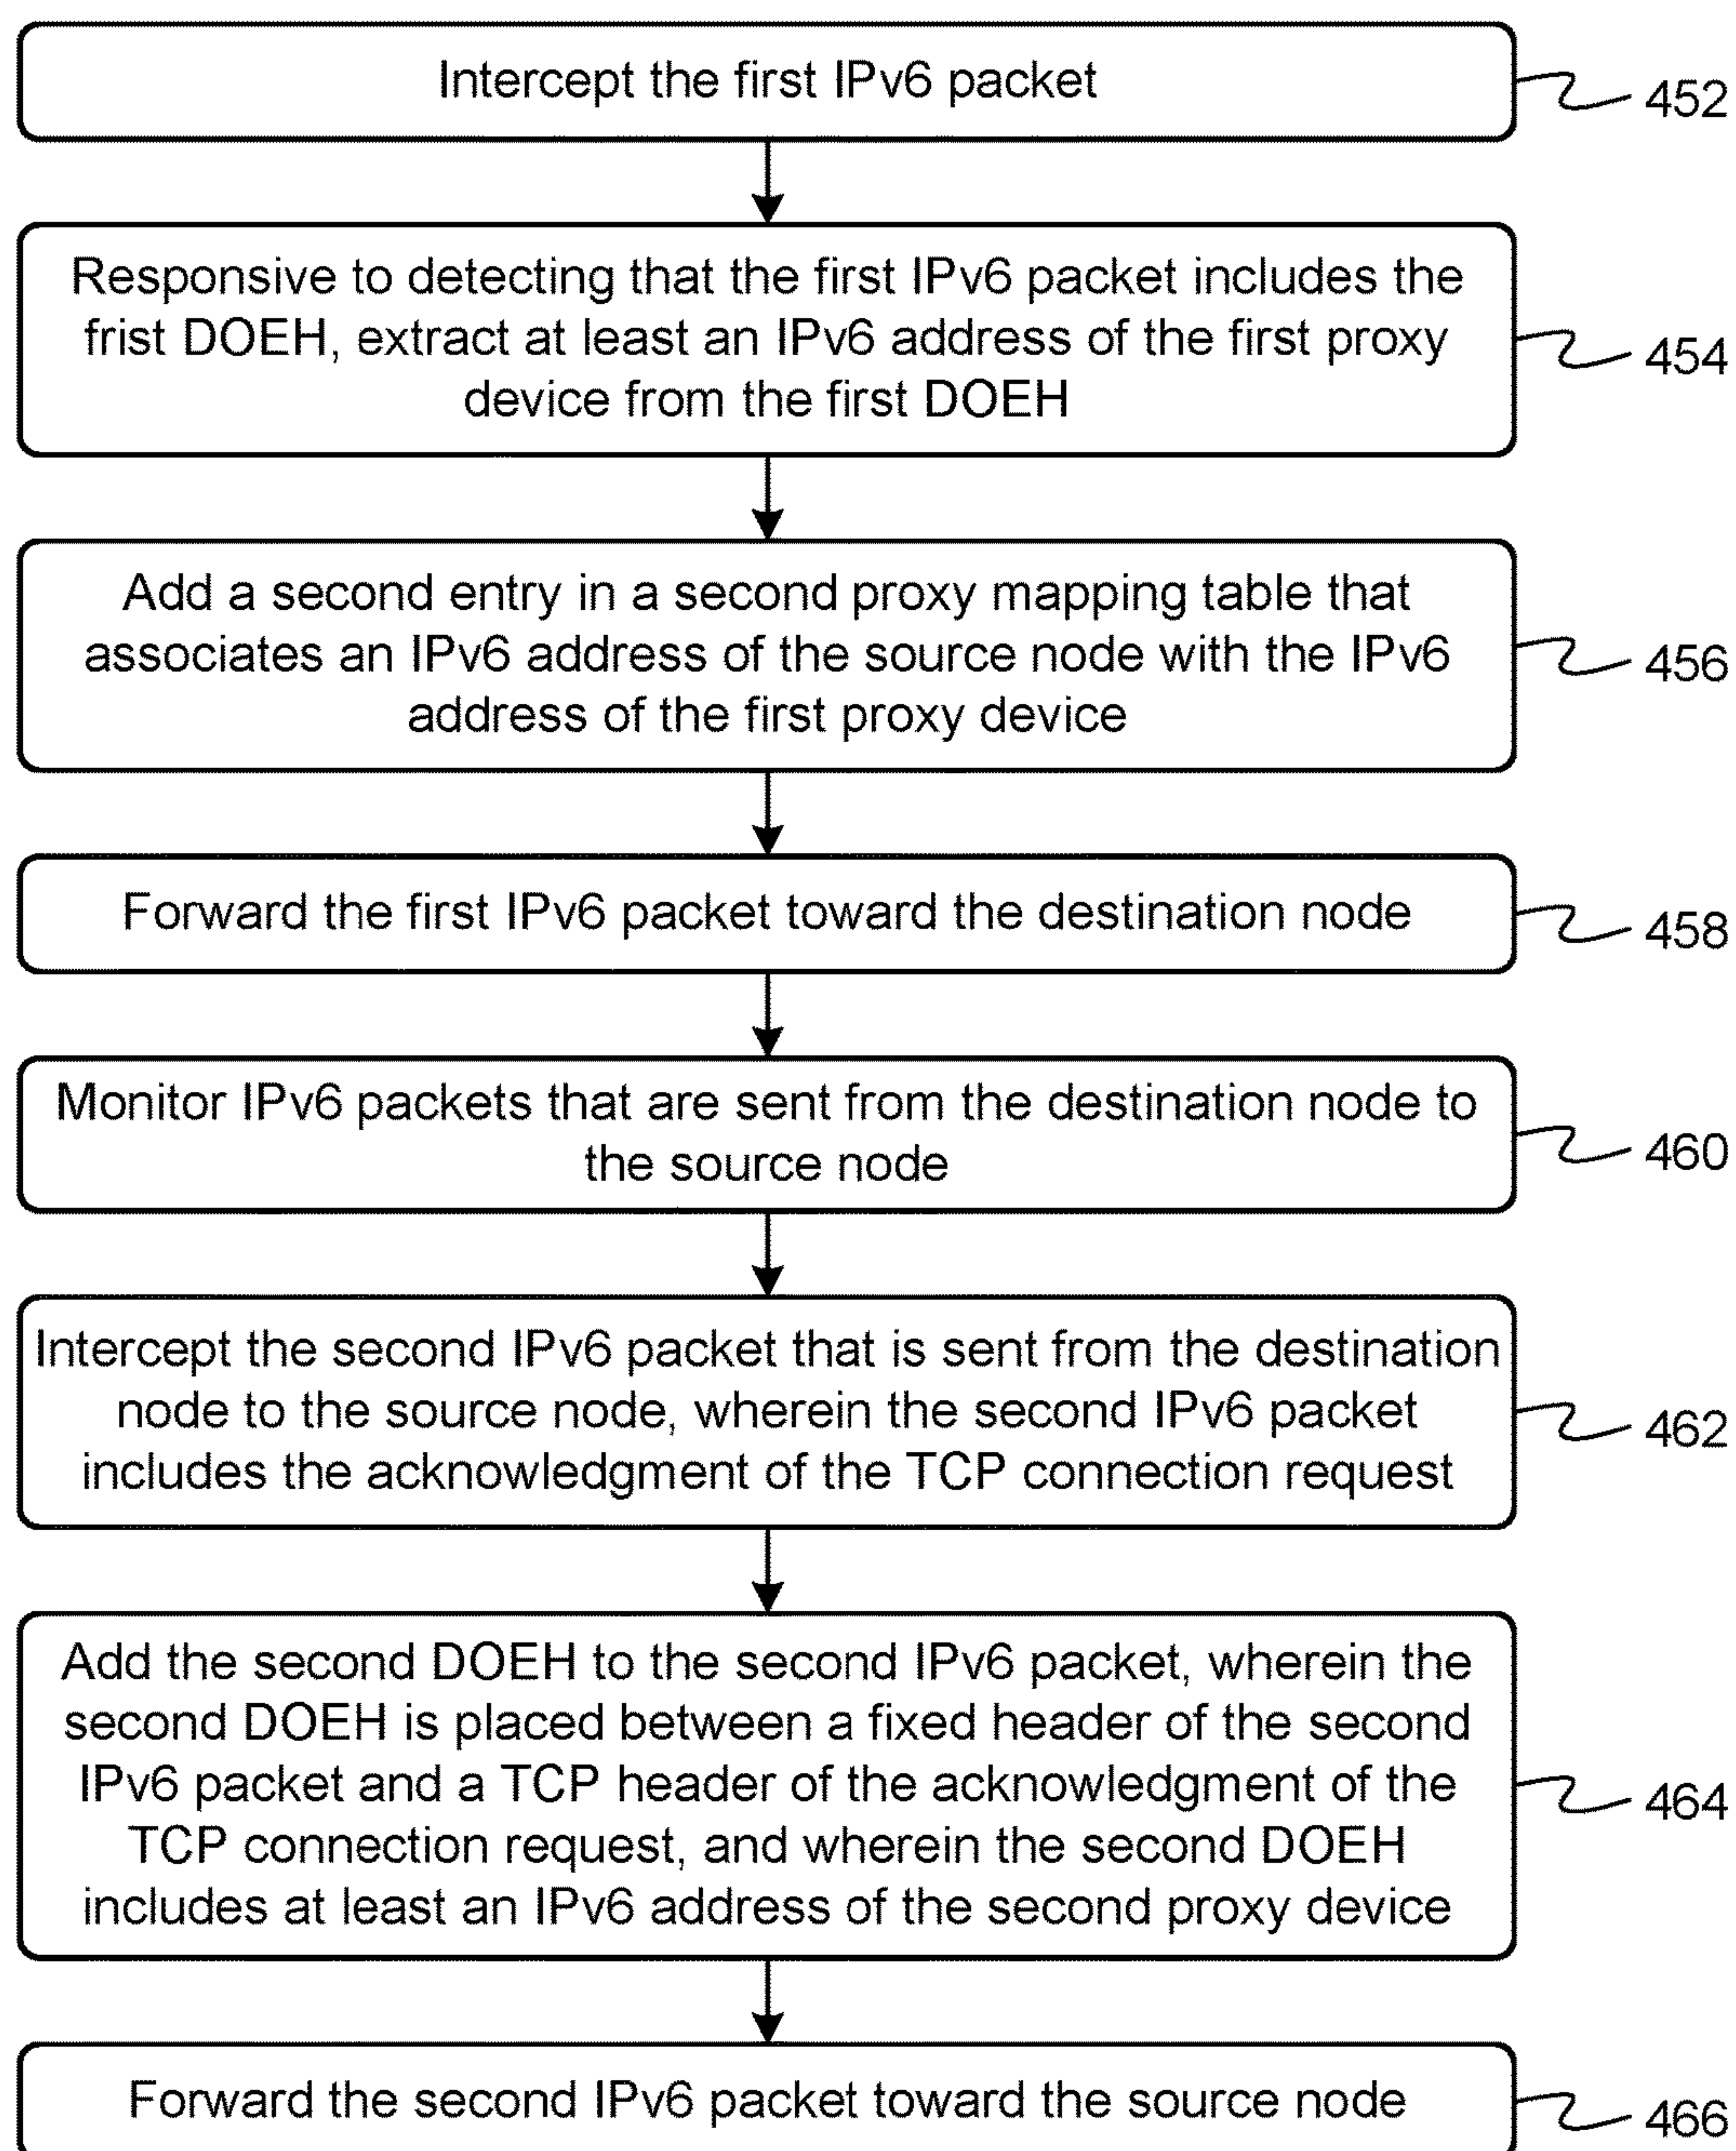 Intercept the first IPv6 packet
452
Responsive to detecting that the first IPv6 packet includes the
frist DOEH, extract at least an IPv6 address of the first proxy
device from the first DOEH
454
Add a second entry in a second proxy mapping table that
associates an IPv6 address of the source node with the IPv6
address of the first proxy device
456
Forward the first IPv6 packet toward the destination node
458
Monitor IPv6 packets that are sent from the destination node to
the source node
460
Intercept the second IPv6 packet that is sent from the destination
node to the source node, wherein the second IPv6 packet
includes the acknowledgment of the TCP connection request
462
Add the second DOEH to the second IPv6 packet, wherein the
second DOEH is placed between a fixed header of the second
IPv6 packet and a TCP header of the acknowledgment of the
TCP connection request, and wherein the second DOEH
includes at least an IPv6 address of the second proxy device
464
Forward the second IPv6 packet toward the source node
466